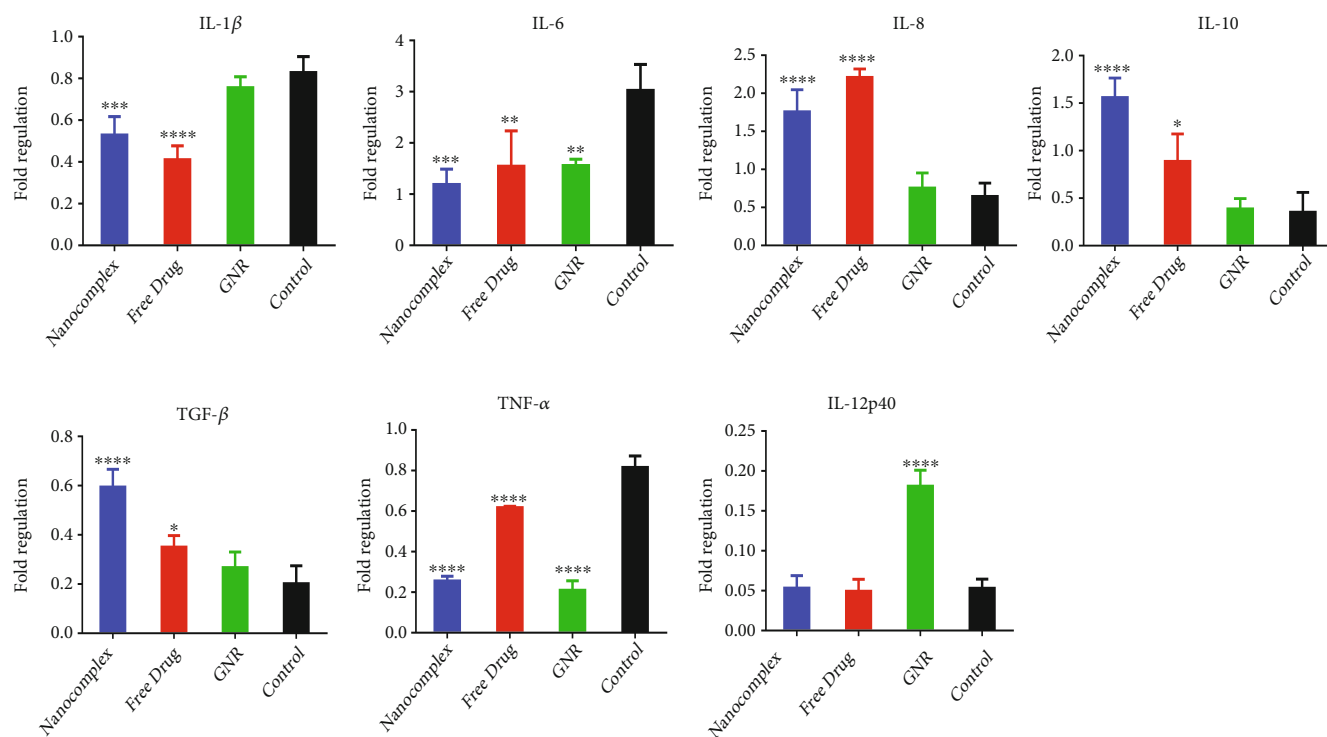 IL-1β
Fold regulation
1.0
0.8
0.6
0.4
0.2
0.0
***
****
Nanocomplex
Free Drug
GNR
Control
IL-6
Fold regulation
4
3
2
1
0
***
**
**
Nanocomplex
Free Drug
GNR
Control
IL-8
Fold regulation
2.5
2.0
1.5
1.0
0.5
0.0
****
****
Nanocomplex
Free Drug
GNR
Control
IL-10
Fold regulation
2.0
1.5
1.0
0.5
0.0
****
*
Nanocomplex
Free Drug
GNR
Control
TGF-β
Fold regulation
0.8
0.6
0.4
0.2
0.0
****
*
Nanocomplex
Free Drug
GNR
Control
TNF-α
Fold regulation
1.0
0.8
0.6
0.4
0.2
0.0
****
****
****
Nanocomplex
Free Drug
GNR
Control
IL-12p40
Fold regulation
0.25
0.20
0.15
0.10
0.05
0.00
****
Nanocomplex
Free Drug
GNR
Control